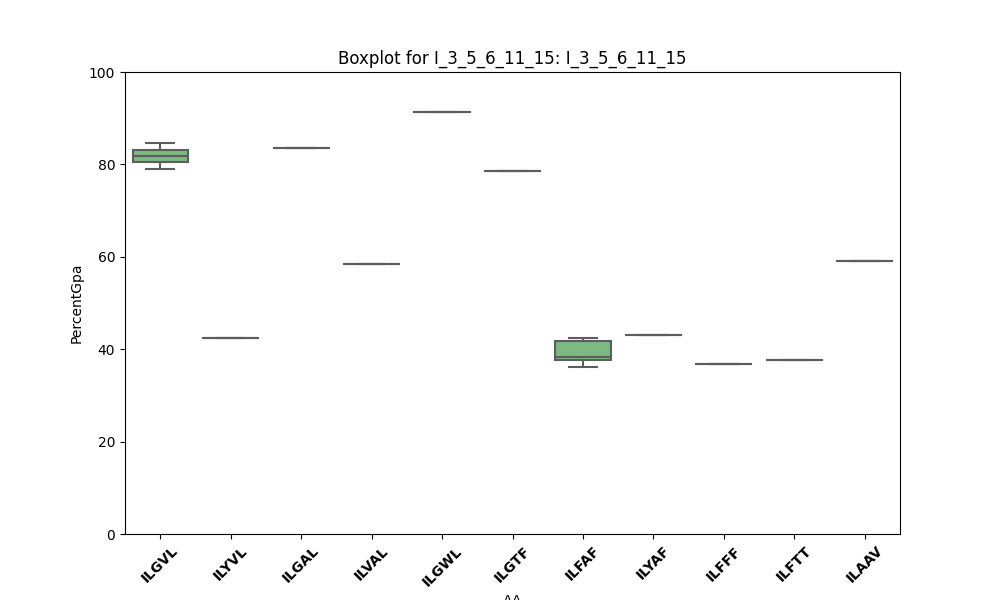 Boxplot for I_3_5_6_11_15: I_3_5_6_11_15
100
80
60
40
20
0
PercentGpa
ILGVL
ILYVL
ILGAL
ILVAL
ILGWL
ILGTF
ILFAF
ILYAF
ILFFF
ILFTT
ILAAV
AA